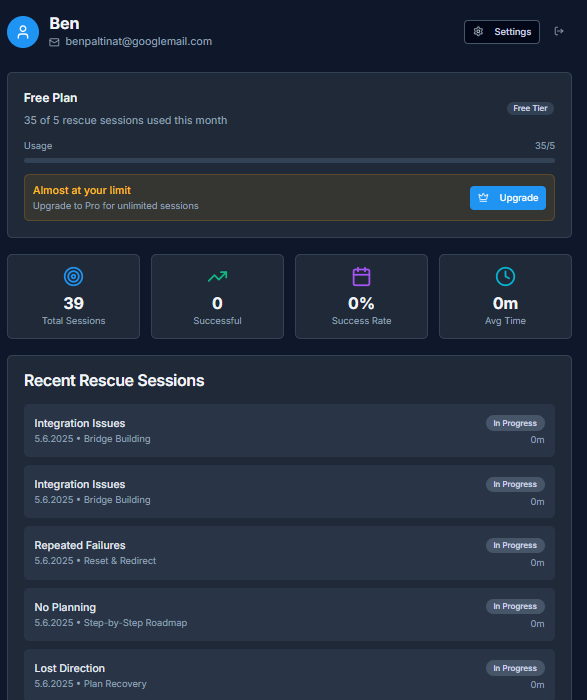 Ben
benpaltinat@googlemail.com
Settings
Free Plan
35 of 5 rescue sessions used this month
Free Tier
Usage
35/5
Almost at your limit
Upgrade to Pro for unlimited sessions
Upgrade
39
Total Sessions
0
Successful
0%
Success Rate
0m
Avg Time
Recent Rescue Sessions
Integration Issues
In Progress
5.6.2025 • Bridge Building
0m
Integration Issues
In Progress
5.6.2025 • Bridge Building
0m
Repeated Failures
In Progress
5.6.2025 • Reset & Redirect
0m
No Planning
In Progress
5.6.2025 • Step-by-Step Roadmap
0m
Lost Direction
In Progress
5.6.2025 • Plan Recovery
0m